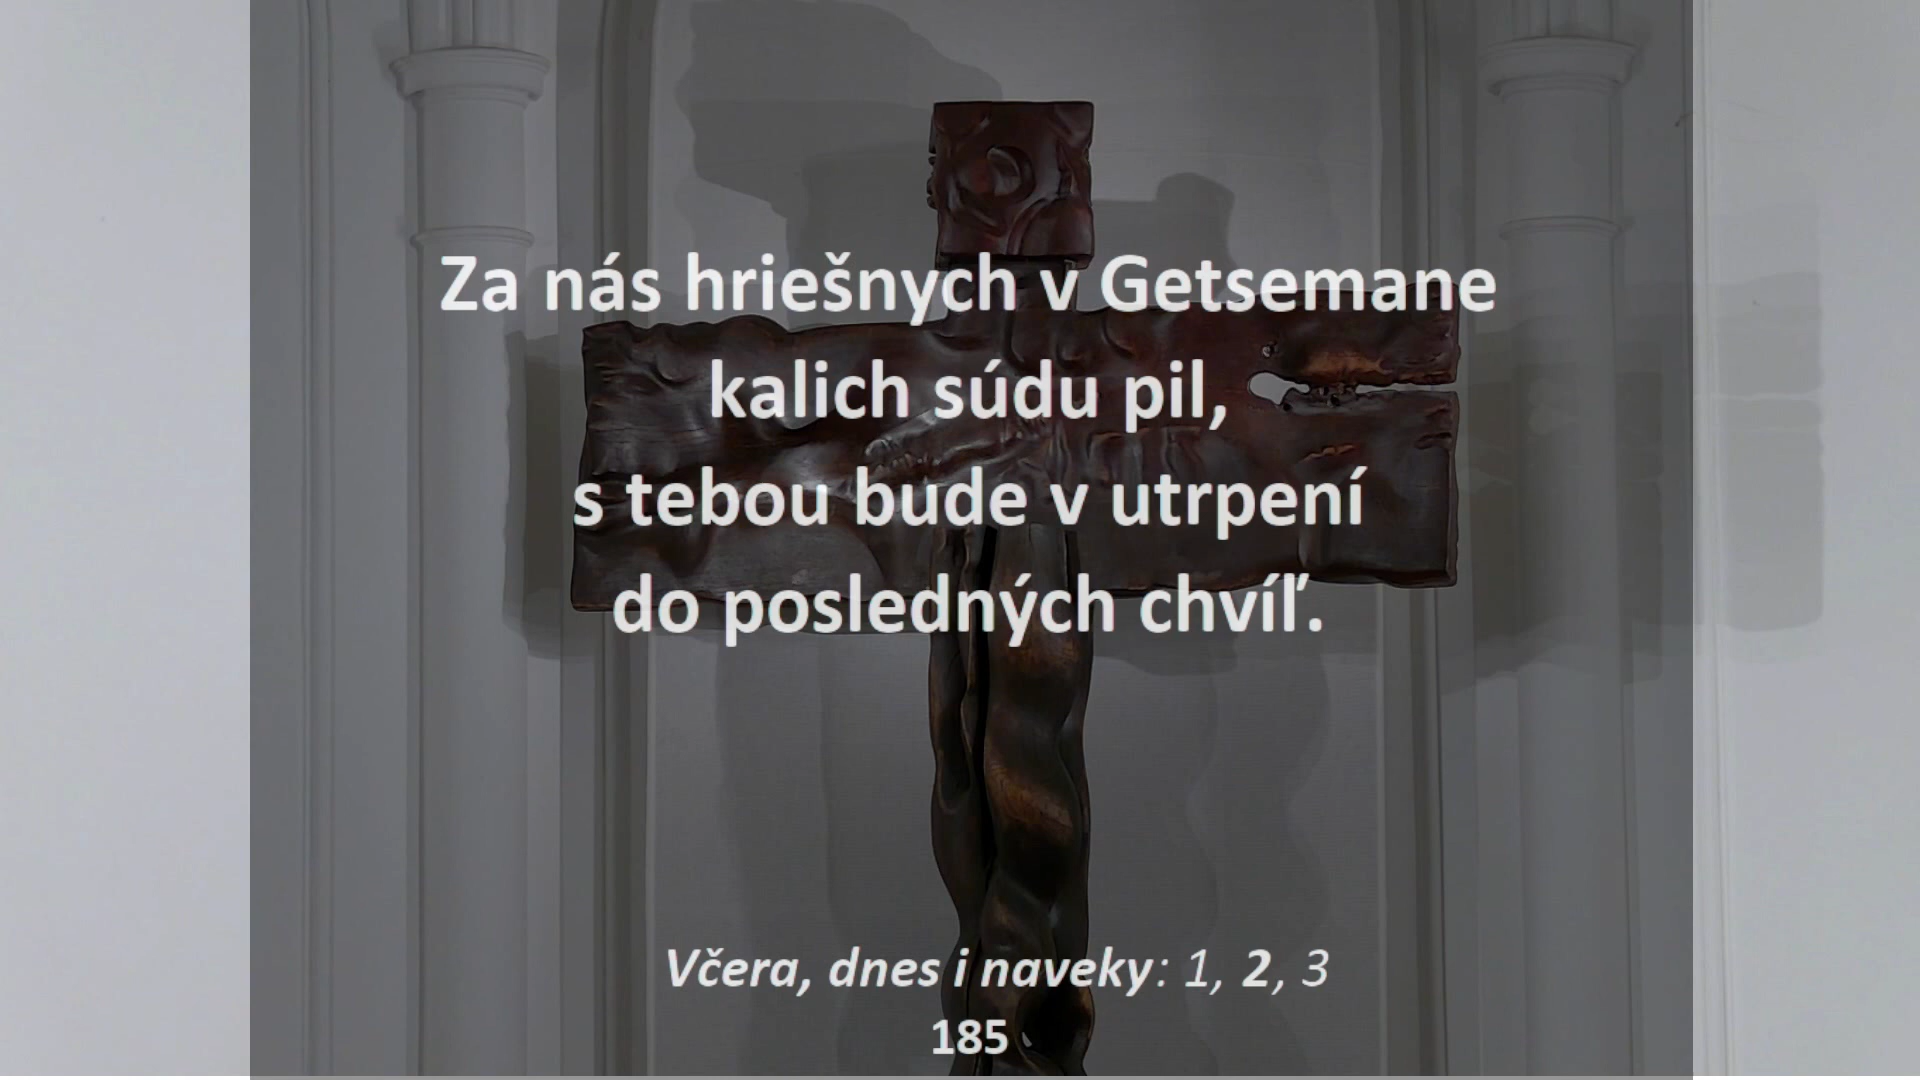 Za nás hriešnych v Getsemane
kalich súdu pil,
s tebou bude v utrpení
do posledných chvíľ.
Včera, dnes i naveky: 1, 2, 3
185